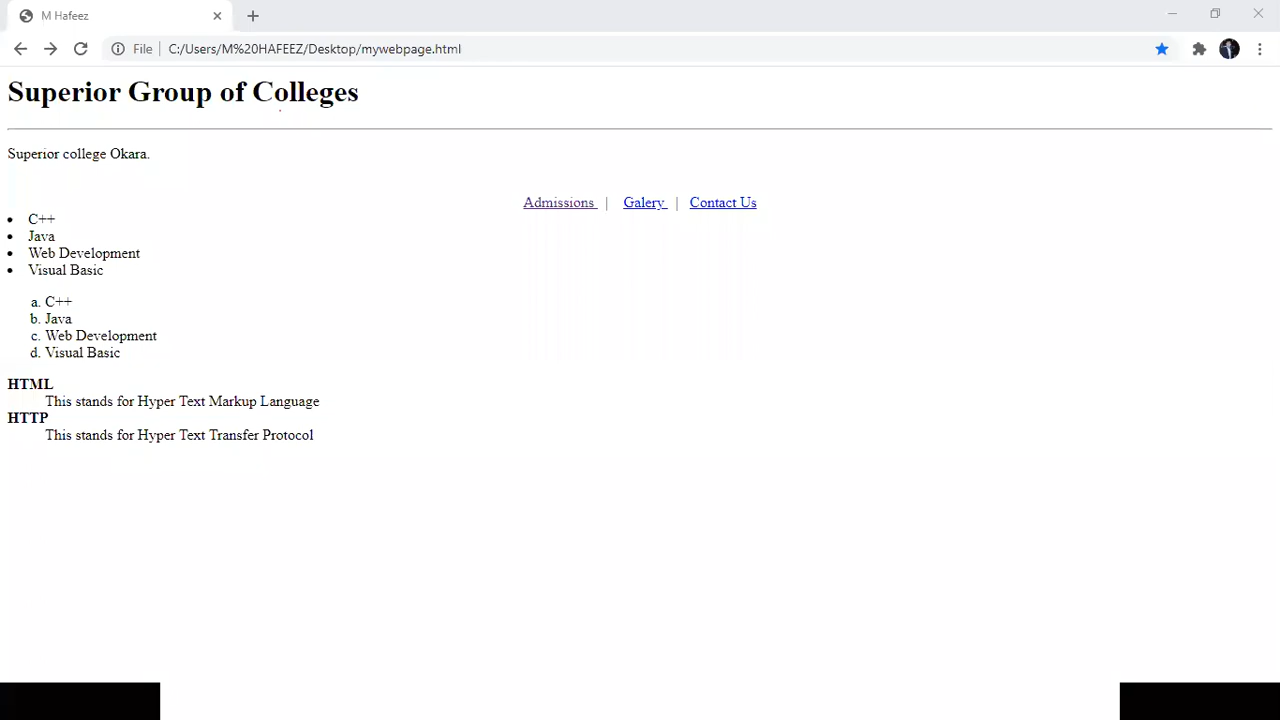 M Hafeez
File | C:/Users/M%20HAFEEZ/Desktop/mywebpage.html
Superior Group of Colleges
Superior college Okara.
Admissions | Galery | Contact Us
• C++
• Java
• Web Development
• Visual Basic
a. C++
b. Java
c. Web Development
d. Visual Basic
HTML
This stands for Hyper Text Markup Language
HTTP
This stands for Hyper Text Transfer Protocol